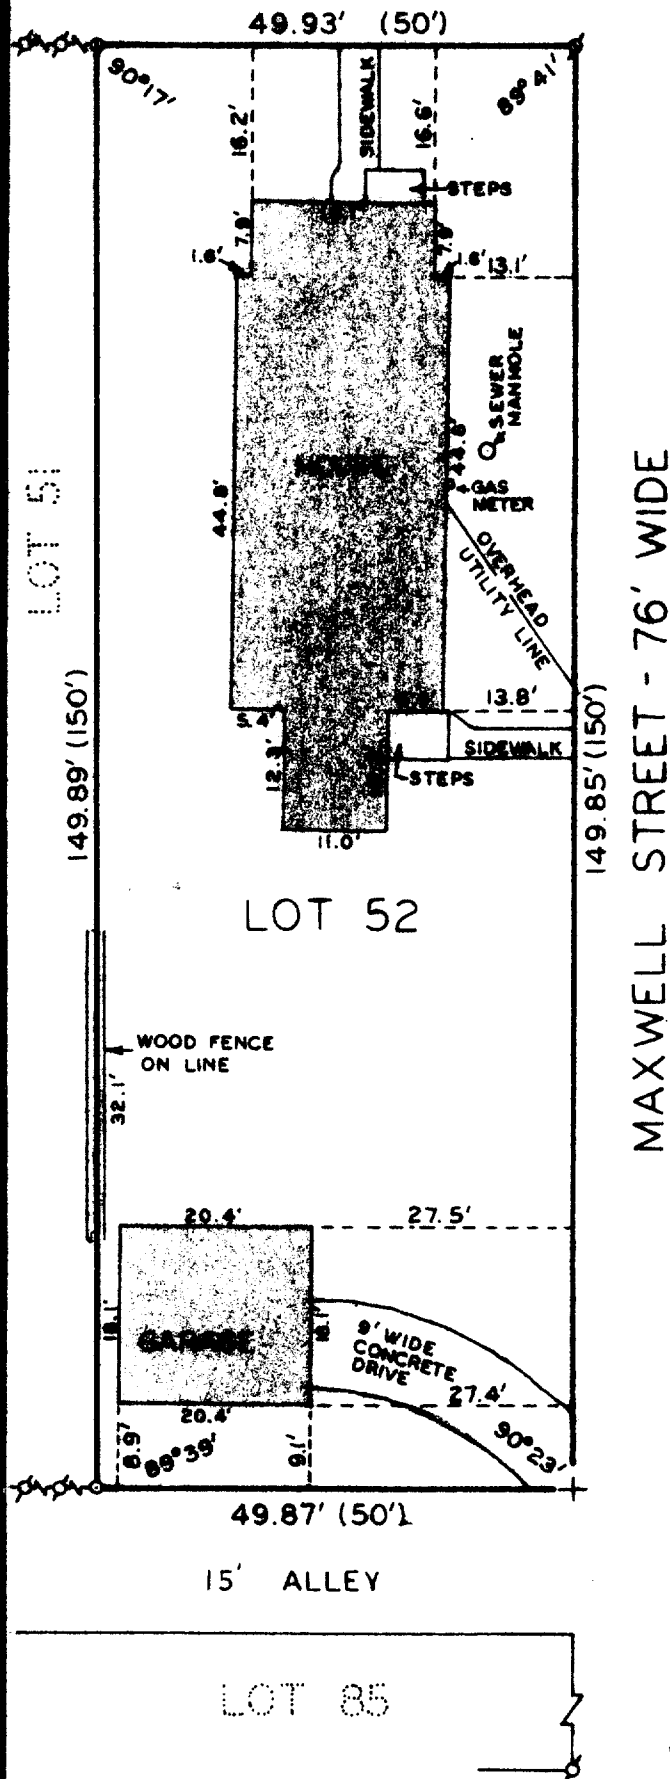 49.93' (50')
90°17'
89°41'
16.2'
SIDEWALK
16.6'
STEPS
7.9'
7.9'
1.6'
1.6' 13.1'
SEWER
MANHOLE
HOUSE
44.8'
44.8'
GAS
METER
OVERHEAD
UTILITY LINE
LOT 51
5.4'
13.8'
12.3'
SIDEWALK
STEPS
11.0'
149.89' (150')
149.85' (150')
MAXWELL STREET - 76' WIDE
LOT 52
WOOD FENCE
ON LINE
32.1'
20.4'
27.5'
18.1'
GARAGE
18.1'
9' WIDE
CONCRETE
DRIVE
27.4'
20.4'
8.9'
89°39'
9.1'
90°23'
49.87' (50')
15' ALLEY
LOT 85